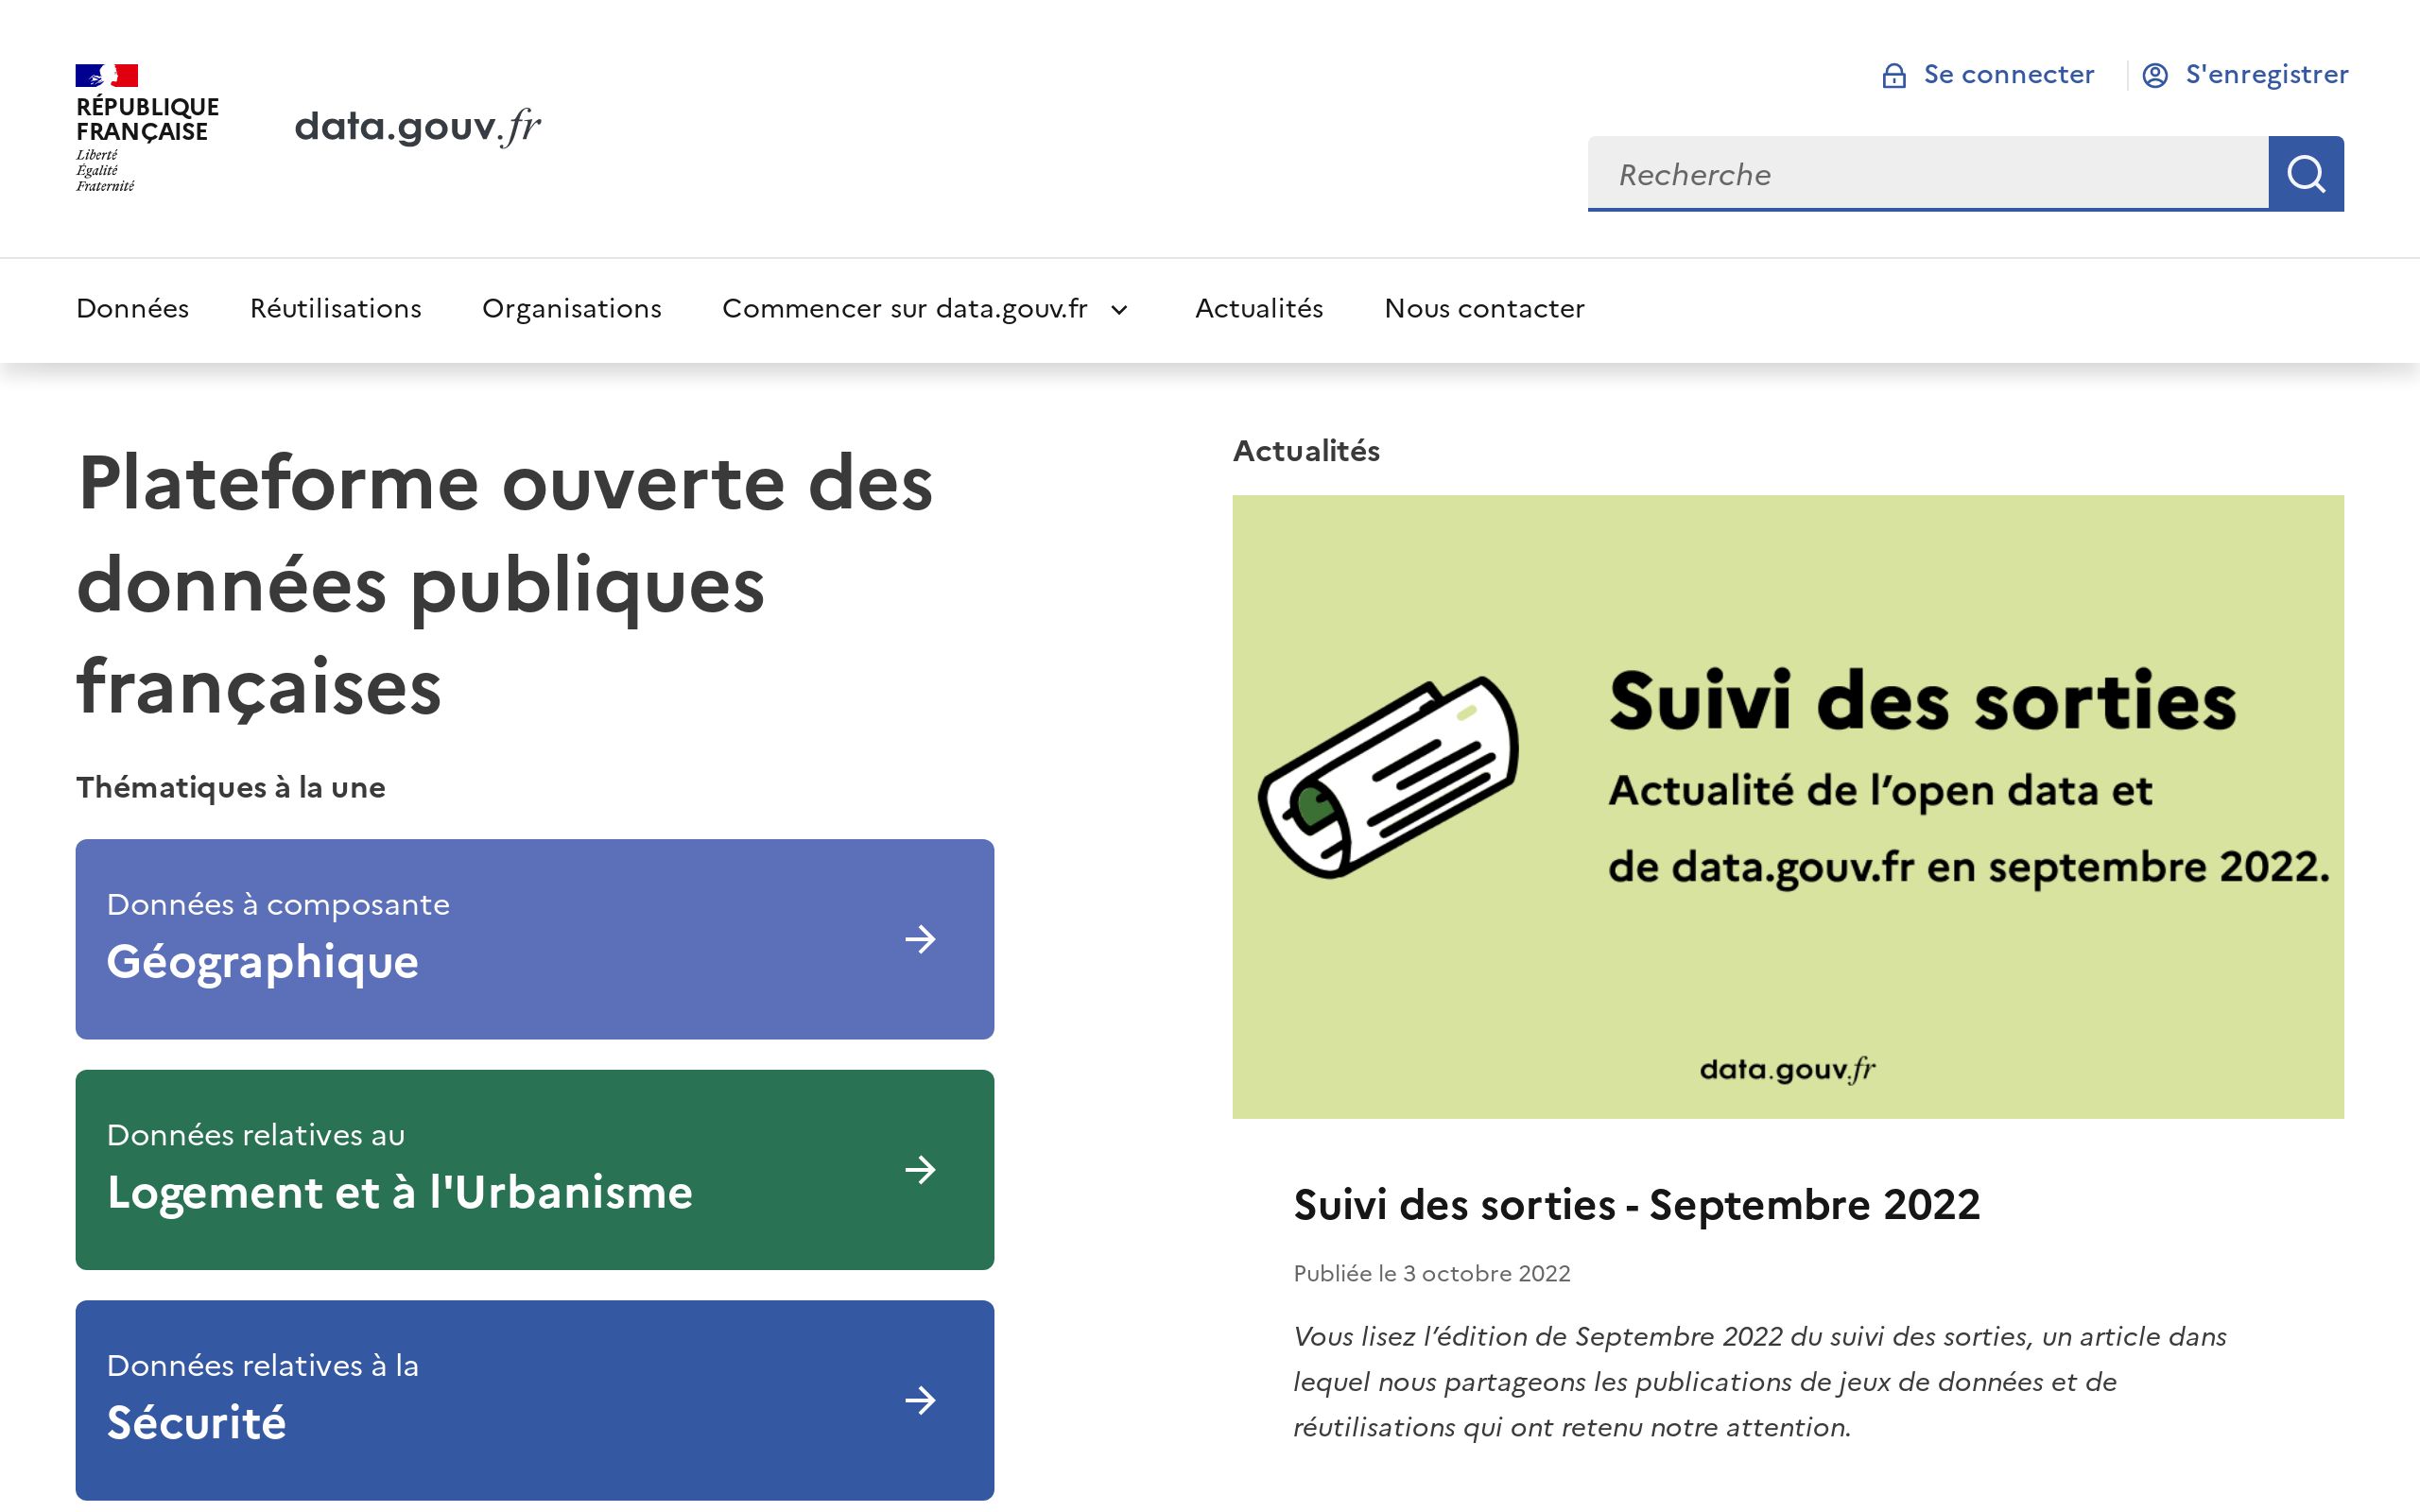 RÉPUBLIQUE
FRANÇAISE
Liberté
Égalité
Fraternité
data.gouv.fr
Se connecter
S'enregistrer
Recherche
Données
Réutilisations
Organisations
Commencer sur data.gouv.fr
Actualités
Nous contacter
Plateforme ouverte des
données publiques
françaises
Thématiques à la une
Données à composante
Géographique
Données relatives au
Logement et à l'Urbanisme
Données relatives à la
Sécurité
Actualités
Suivi des sorties
Actualité de l’open data et
de data.gouv.fr en septembre 2022.
data.gouv.fr
Suivi des sorties - Septembre 2022
Publiée le 3 octobre 2022
Vous lisez l’édition de Septembre 2022 du suivi des sorties, un article dans
lequel nous partageons les publications de jeux de données et de
réutilisations qui ont retenu notre attention.